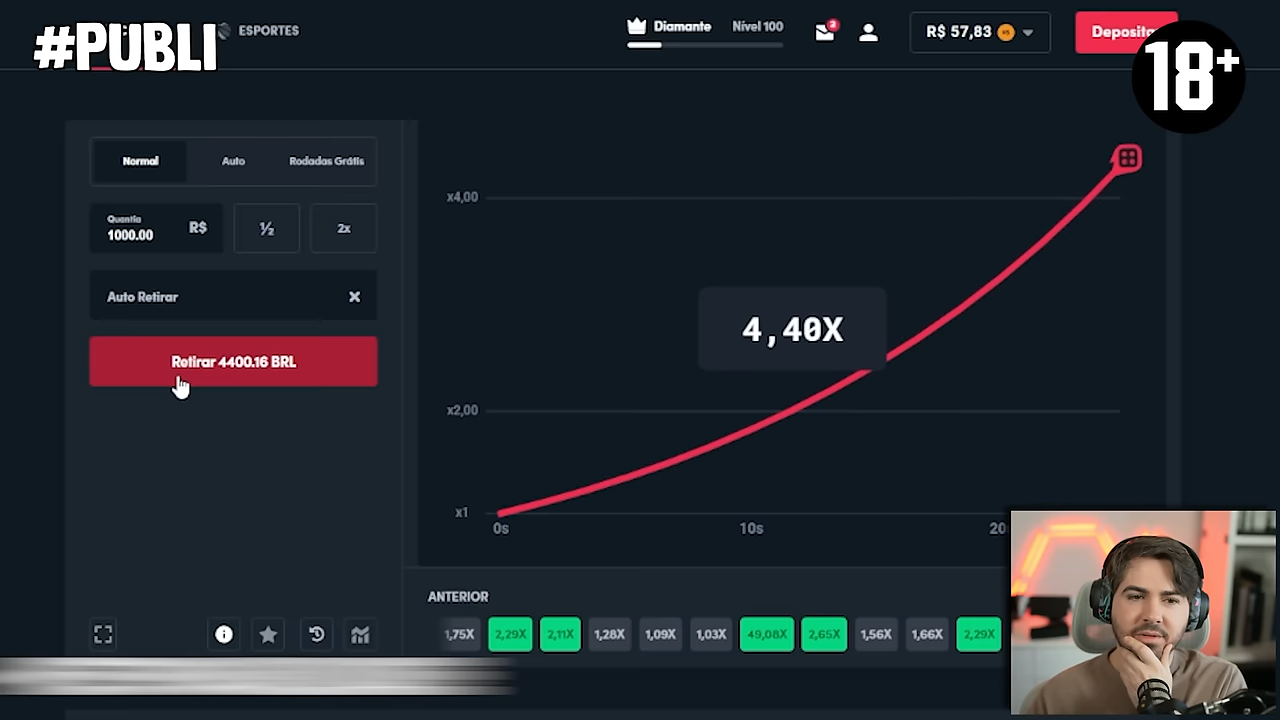 #PUBLI
ESPORTES
Diamante
Nível 100
2
R$ 57,83
R$
Depositar
18+
Normal
Auto
Rodadas Grátis
Quantia
1000.00
R$
½
2x
Auto Retirar
Retirar 4400.16 BRL
x4,00
4,40X
x2,00
x1
0s
10s
20
ANTERIOR
1,75X
2,29X
2,11X
1,28X
1,09X
1,03X
49,08X
2,65X
1,56X
1,66X
2,29X